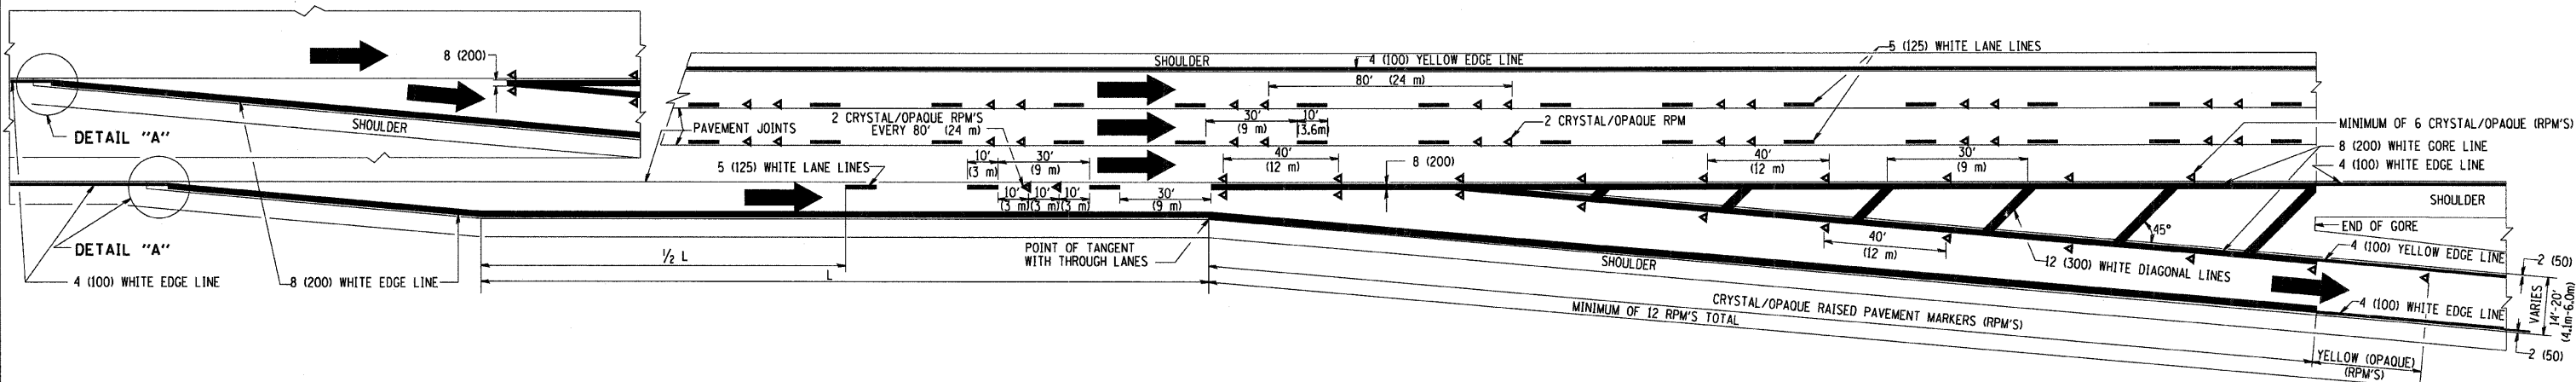 8 (200)
DETAIL "A"
SHOULDER
DETAIL "A"
4 (100) WHITE EDGE LINE
8 (200) WHITE EDGE LINE
PAVEMENT JOINTS
5 (125) WHITE LANE LINES
2 CRYSTAL/OPAQUE RPM'S
EVERY 80' (24 m)
10'
(3 m)
30'
(9 m)
10'
(3 m)
10'
(3 m)
10'
(3 m)
30'
(9 m)
½ L
L
POINT OF TANGENT
WITH THROUGH LANES
SHOULDER
4 (100) YELLOW EDGE LINE
80' (24 m)
5 (125) WHITE LANE LINES
30'
(9 m)
10'
(3.6m)
2 CRYSTAL/OPAQUE RPM
40'
(12 m)
8 (200)
40'
(12 m)
30'
(9 m)
MINIMUM OF 6 CRYSTAL/OPAQUE (RPM'S)
8 (200) WHITE GORE LINE
4 (100) WHITE EDGE LINE
SHOULDER
END OF GORE
45°
40'
(12 m)
12 (300) WHITE DIAGONAL LINES
4 (100) YELLOW EDGE LINE
SHOULDER
CRYSTAL/OPAQUE RAISED PAVEMENT MARKERS (RPM'S)
MINIMUM OF 12 RPM'S TOTAL
4 (100) WHITE EDGE LINE
2 (50)
VARIES
14'-20'
(4.1m-6.0m)
2 (50)
YELLOW (OPAQUE)
(RPM'S)